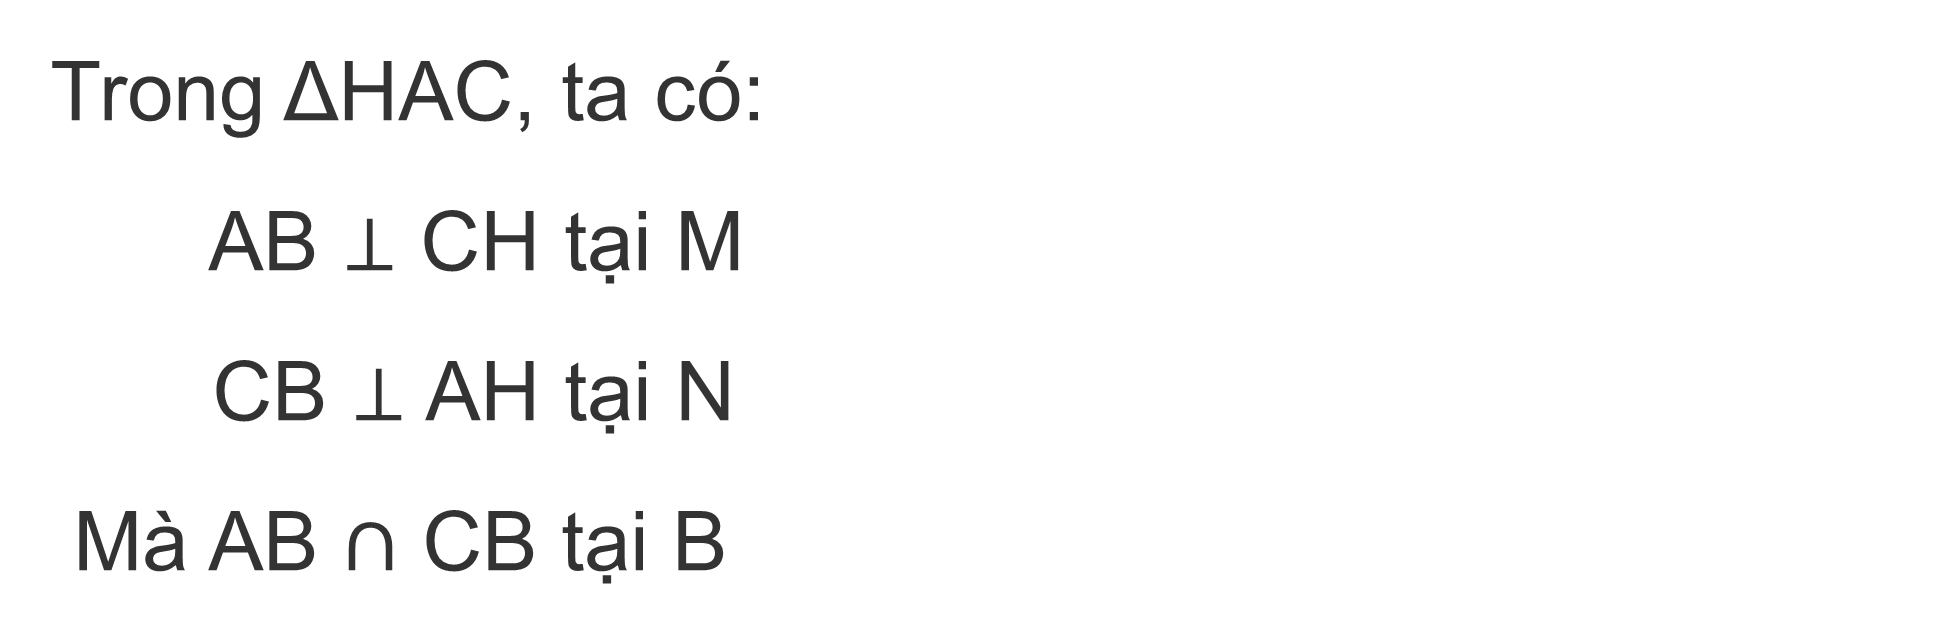 Trong ΔHAC, ta có:
AB ⊥ CH tại M
CB ⊥ AH tại N
Mà AB ∩ CB tại B